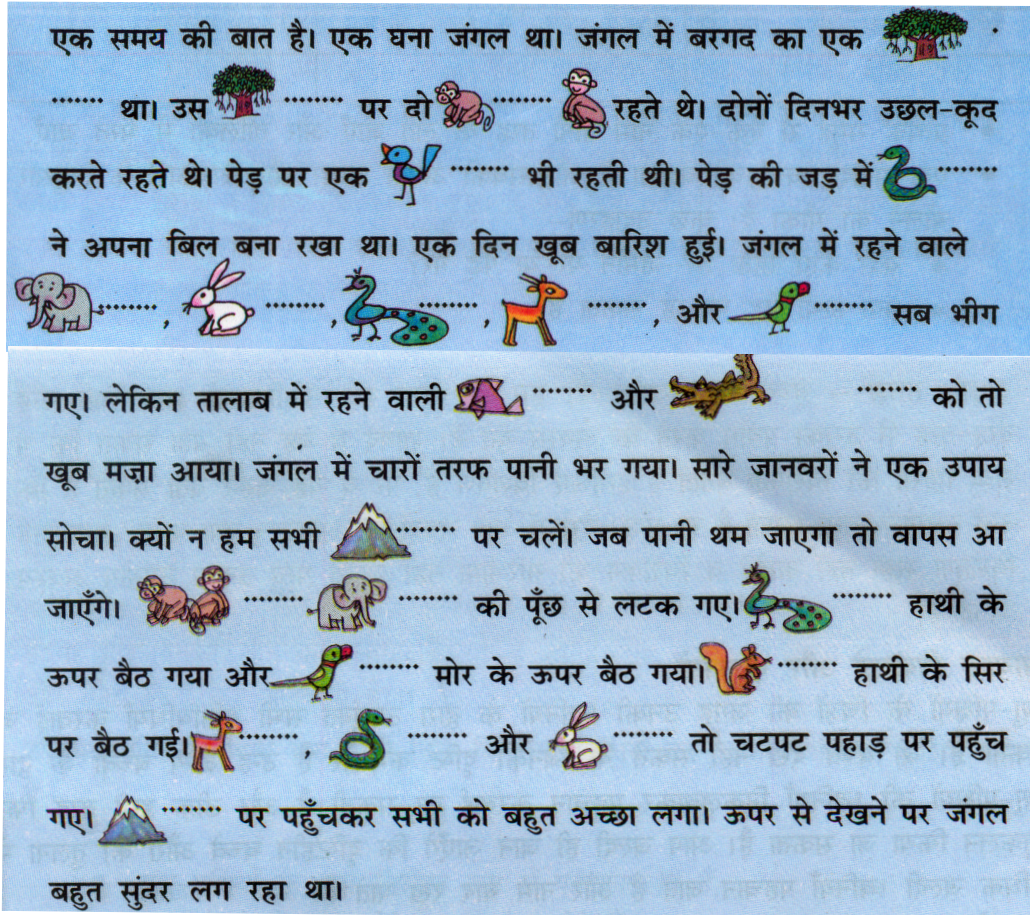 एक समय की बात है। एक घना जंगल था। जंगल में बरगद का एक
........ था। उस ........ पर दो ........ रहते थे। दोनों दिनभर उछल-कूद
करते रहते थे। पेड़ पर एक ........ भी रहती थी। पेड़ की जड़ में ........
ने अपना बिल बना रखा था। एक दिन खूब बारिश हुई। जंगल में रहने वाले
........, ........, ........, ........, और ........ सब भीग
गए। लेकिन तालाब में रहने वाली ........ और ........ को तो
खूब मज़ा आया। जंगल में चारों तरफ पानी भर गया। सारे जानवरों ने एक उपाय
सोचा। क्यों न हम सभी ........ पर चलें। जब पानी थम जाएगा तो वापस आ
जाएँगे। ........ ........ की पूँछ से लटक गए। ........ हाथी के
ऊपर बैठ गया और ........ मोर के ऊपर बैठ गया। ........ हाथी के सिर
पर बैठ गई। ........ ........ और ........ तो चटपट पहाड़ पर पहुँच
गए। ........ पर पहुँचकर सभी को बहुत अच्छा लगा। ऊपर से देखने पर जंगल
बहुत सुंदर लग रहा था।